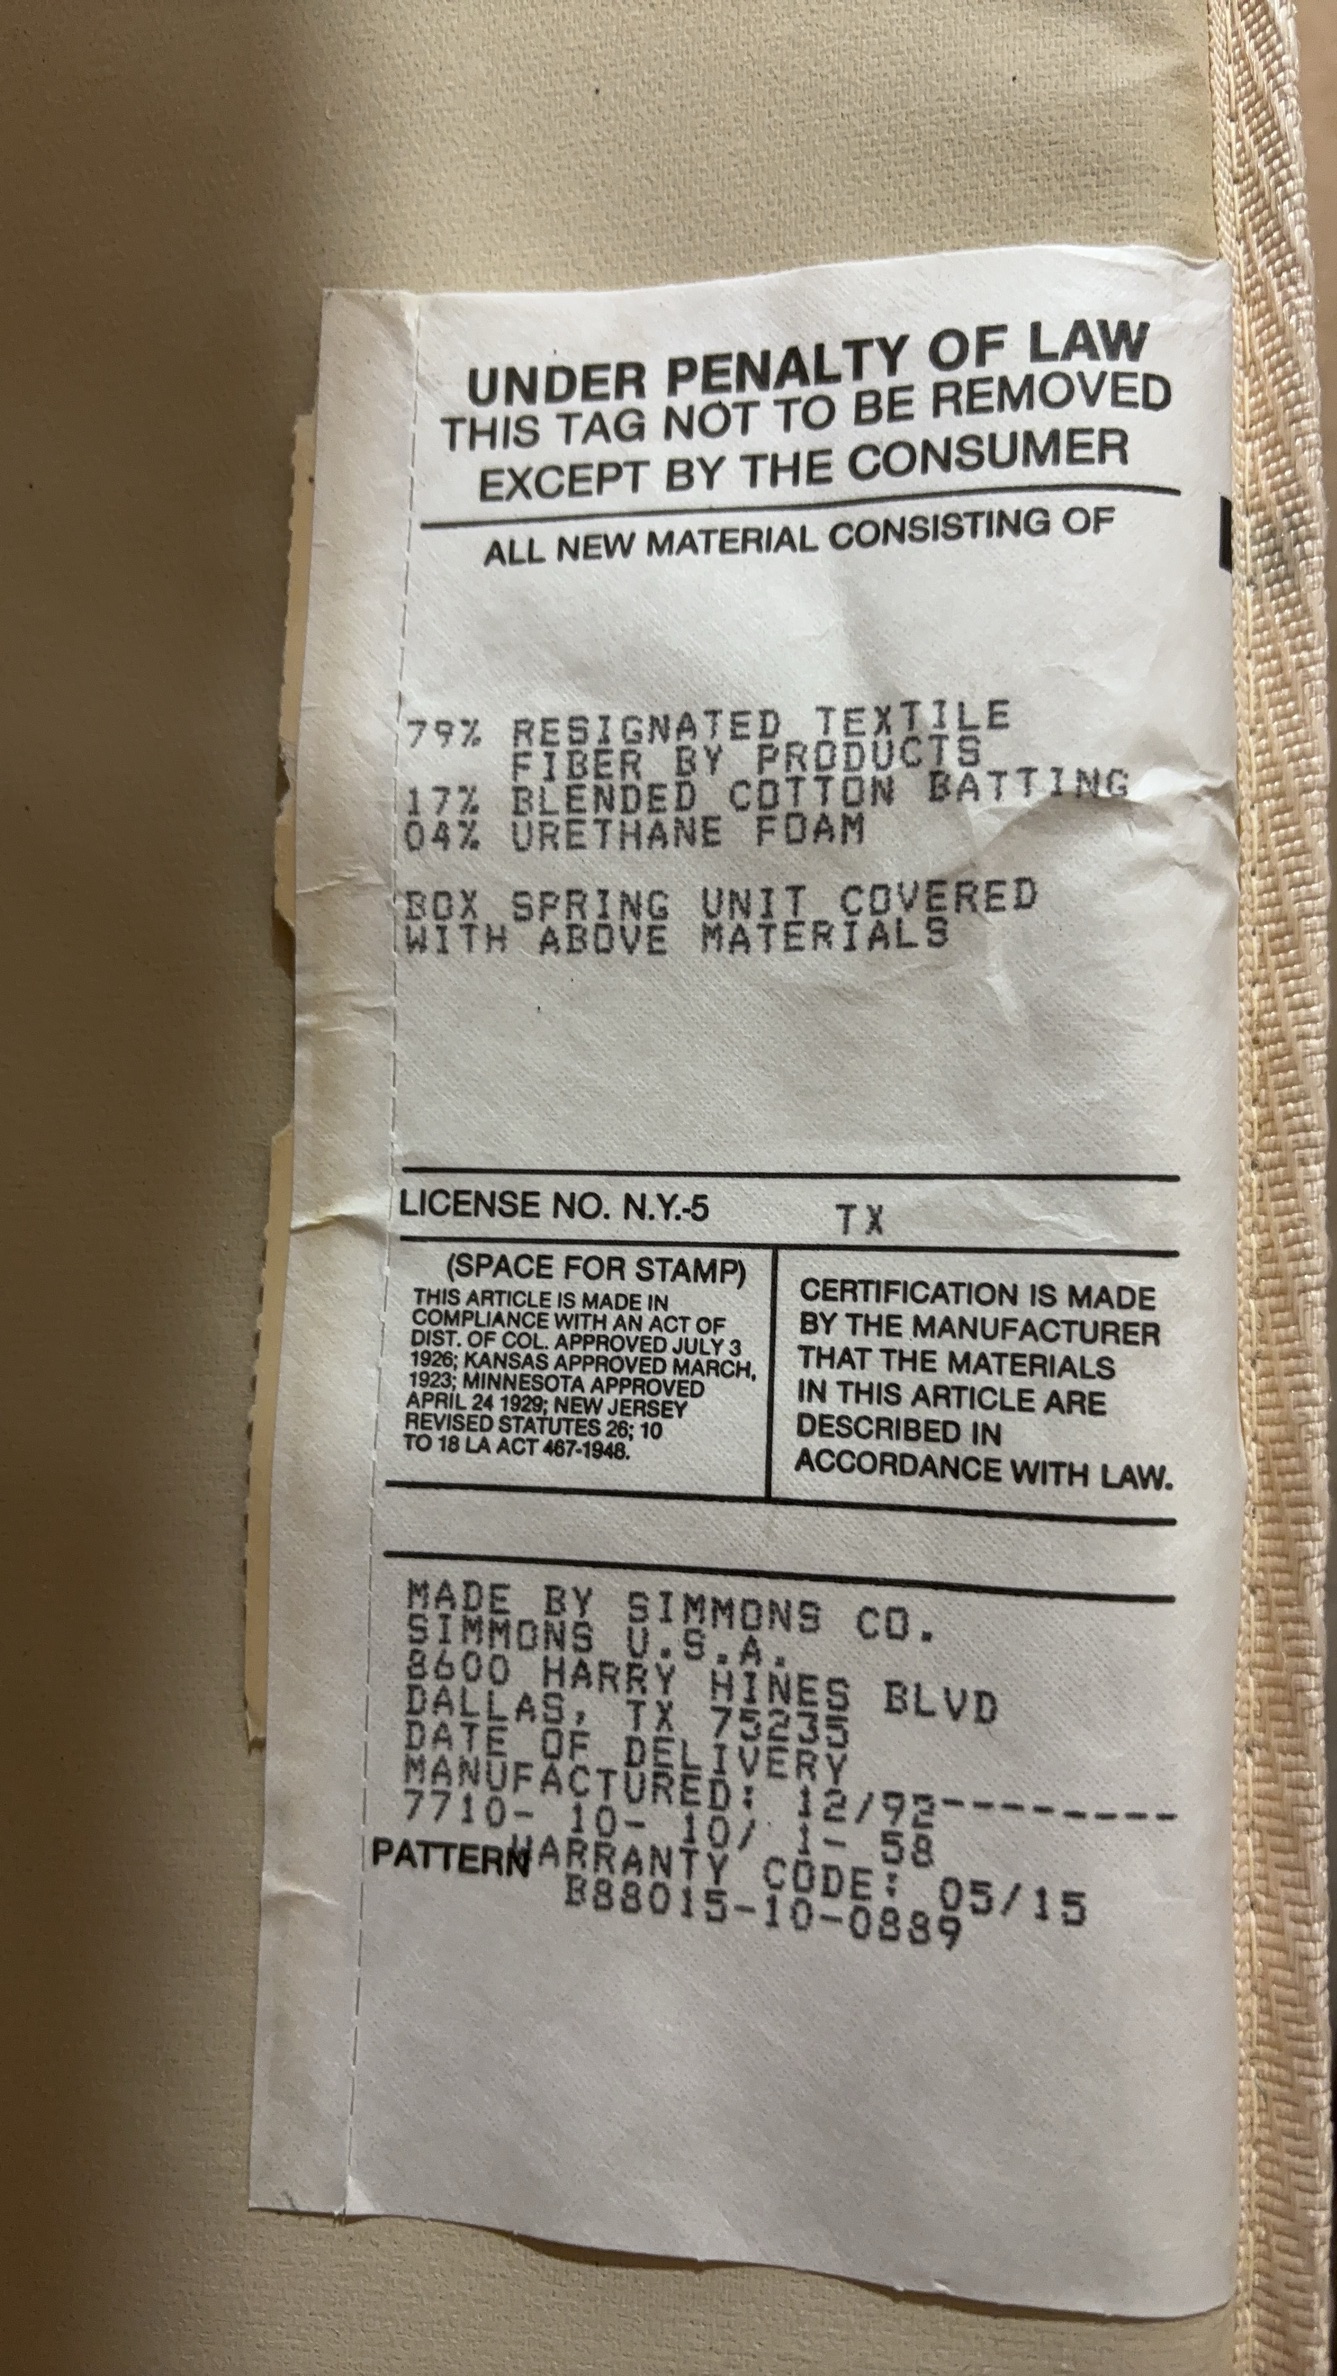 UNDER PENALTY OF LAW
THIS TAG NOT TO BE REMOVED
EXCEPT BY THE CONSUMER
ALL NEW MATERIAL CONSISTING OF
79% RESIGNATED TEXTILE
FIBER BY PRODUCTS
17% BLENDED COTTON BATTING
04% URETHANE FOAM
BOX SPRING UNIT COVERED
WITH ABOVE MATERIALS
LICENSE NO. N.Y.-5 TX
(SPACE FOR STAMP)
THIS ARTICLE IS MADE IN
COMPLIANCE WITH AN ACT OF
DIST. OF COL. APPROVED JULY 3
1926; KANSAS APPROVED MARCH,
1923; MINNESOTA APPROVED
APRIL 24 1929; NEW JERSEY
REVISED STATUTES 26; 10
TO 18 LA ACT 467-1948.
CERTIFICATION IS MADE
BY THE MANUFACTURER
THAT THE MATERIALS
IN THIS ARTICLE ARE
DESCRIBED IN
ACCORDANCE WITH LAW.
MADE BY SIMMONS CO.
SIMMONS U.S.A.
8600 HARRY HINES BLVD
DALLAS, TX 75235
DATE OF DELIVERY
MANUFACTURED: 12/92---------
7710- 10- 10/ 1- 58
PATTERN WARRANTY CODE: 05/15
B88015-10-0889